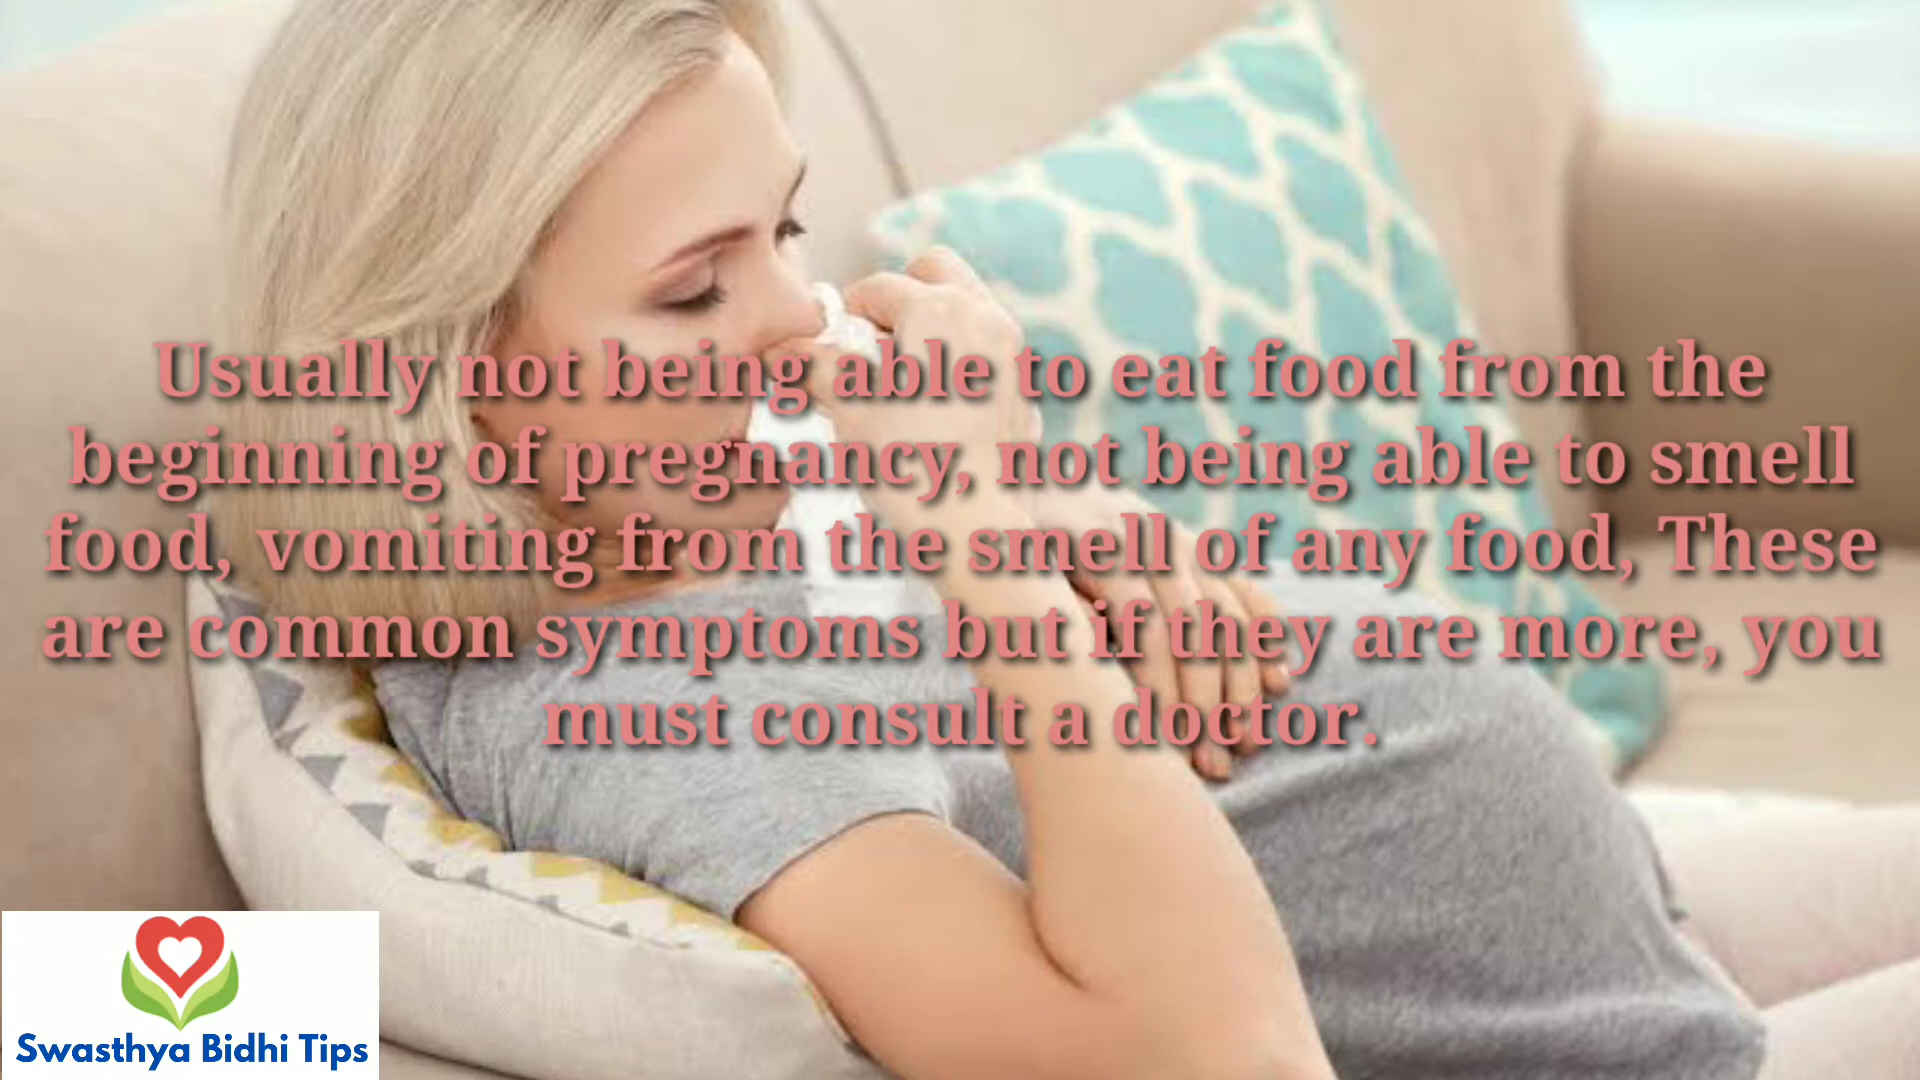 Usually not being able to eat food from the
beginning of pregnancy, not being able to smell
food, vomiting from the smell of any food, These
are common symptoms but if they are more, you
must consult a doctor.
Swasthya Bidhi Tips